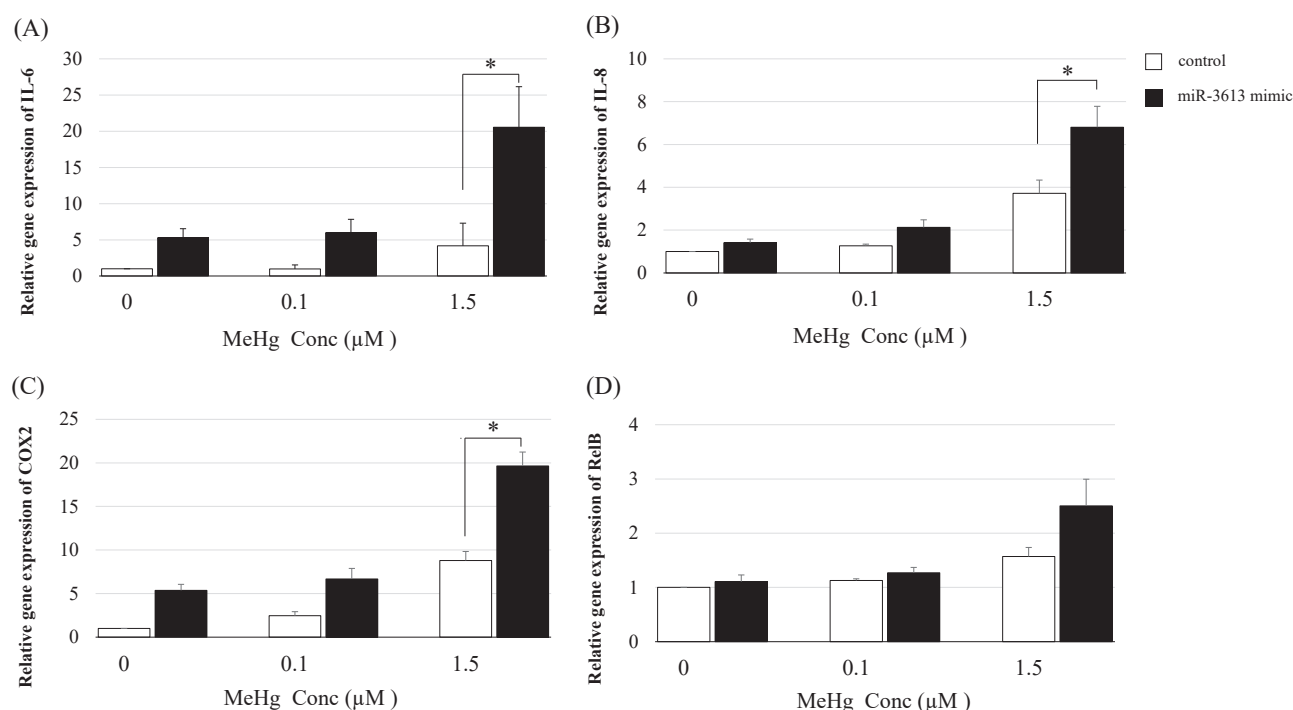 (A)
Relative gene expression of IL-6
30
25
20
15
10
5
0
*
0 0.1 1.5
MeHg Conc (µM )
(B)
Relative gene expression of IL-8
10
8
6
4
2
0
*
0 0.1 1.5
MeHg Conc (µM )
control
miR-3613 mimic
(C)
Relative gene expression of COX2
25
20
15
10
5
0
*
0 0.1 1.5
MeHg Conc (µM )
(D)
Relative gene expression of RelB
4
3
2
1
0
0 0.1 1.5
MeHg Conc (µM )